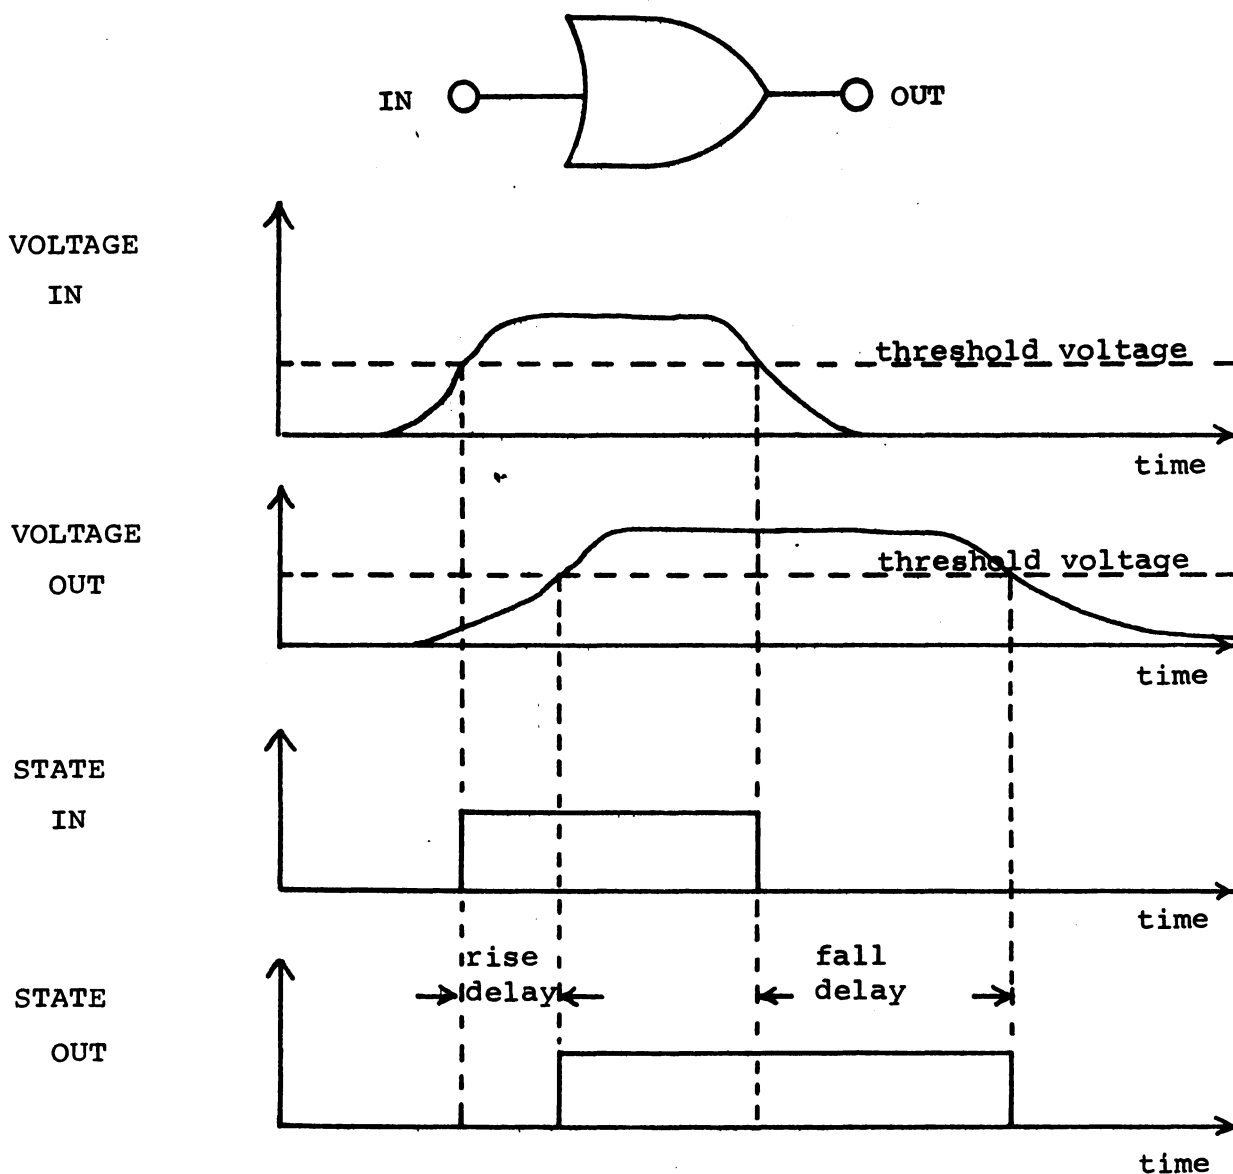 IN OUT
VOLTAGE
IN
threshold voltage
time
VOLTAGE
OUT
threshold voltage
time
STATE
IN
time
rise
delay
fall
delay
STATE
OUT
time